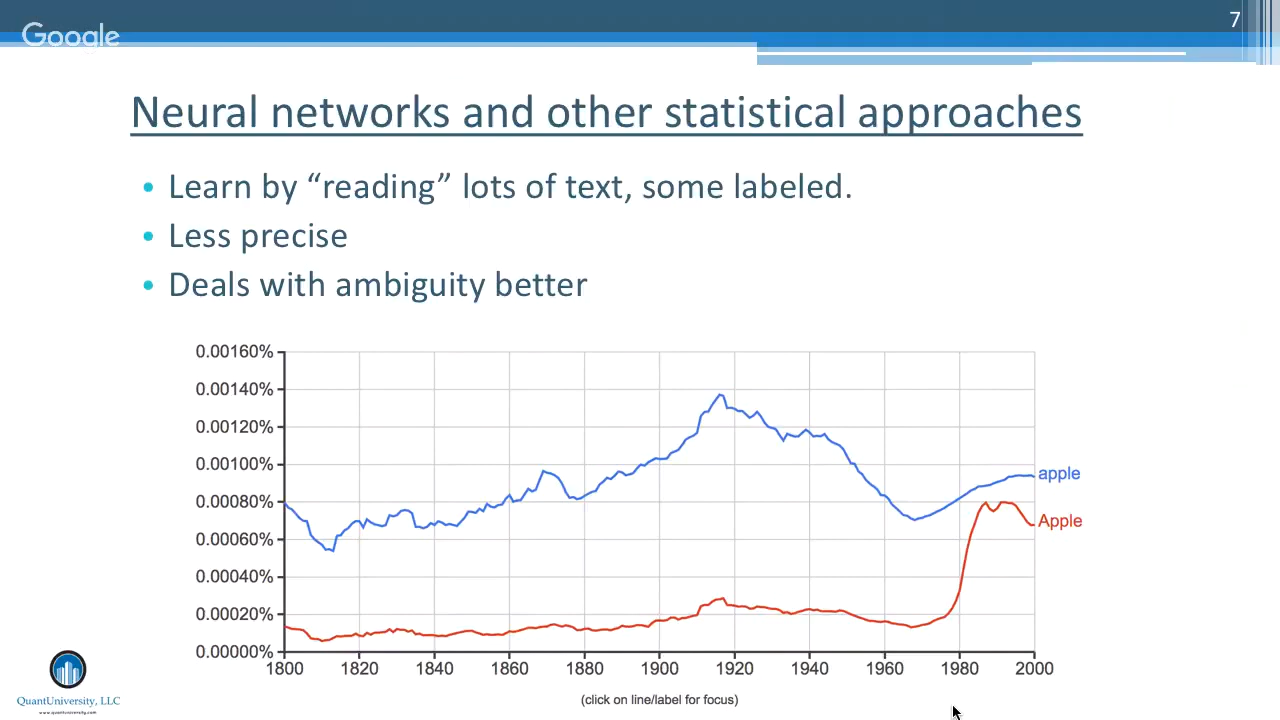 7
Google
Neural networks and other statistical approaches
• Learn by “reading” lots of text, some labeled.
• Less precise
• Deals with ambiguity better
0.00160%
0.00140%
0.00120%
0.00100%
0.00080%
0.00060%
0.00040%
0.00020%
0.00000%
apple
Apple
1800 1820 1840 1860 1880 1900 1920 1940 1960 1980 2000
(click on line/label for focus)
QuantUniversity, LLC
www.quantuniversity.com